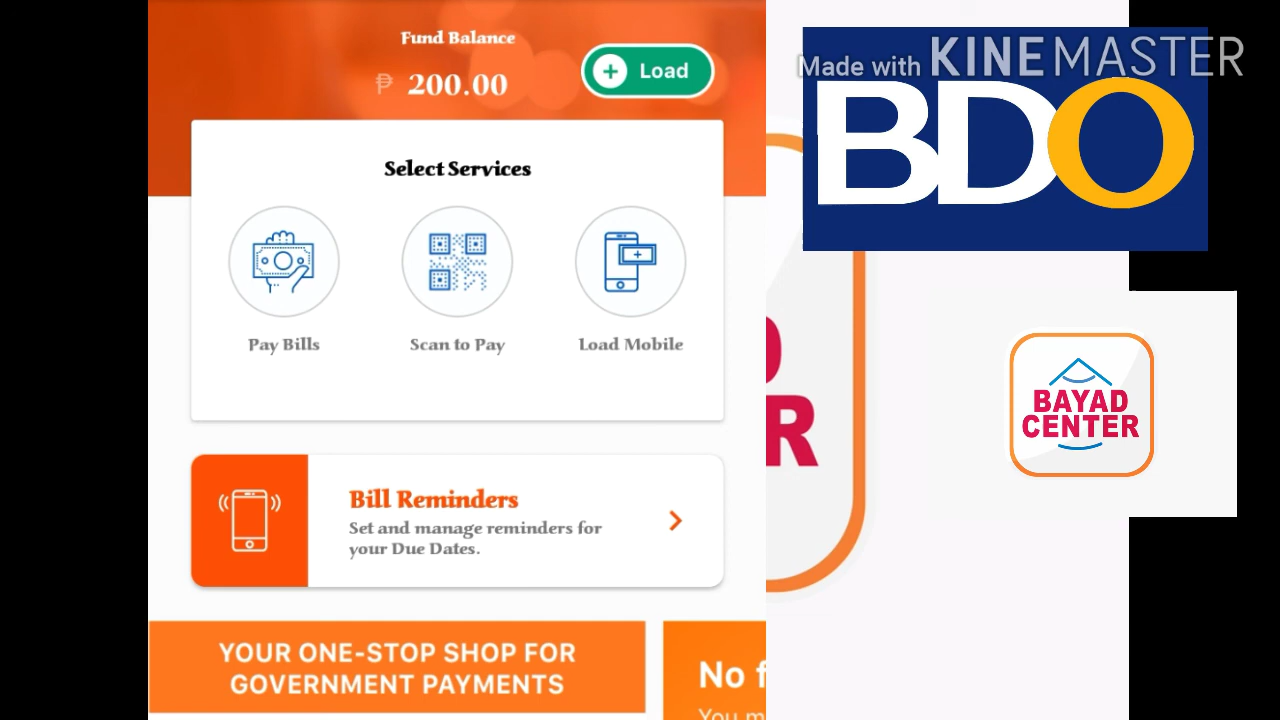 Fund Balance
₱ 200.00
+ Load
Select Services
Pay Bills
Scan to Pay
Load Mobile
Bill Reminders
Set and manage reminders for
your Due Dates.
YOUR ONE-STOP SHOP FOR
GOVERNMENT PAYMENTS
No f
You m
Made with KINEMASTER
BDO
R
BAYAD
CENTER